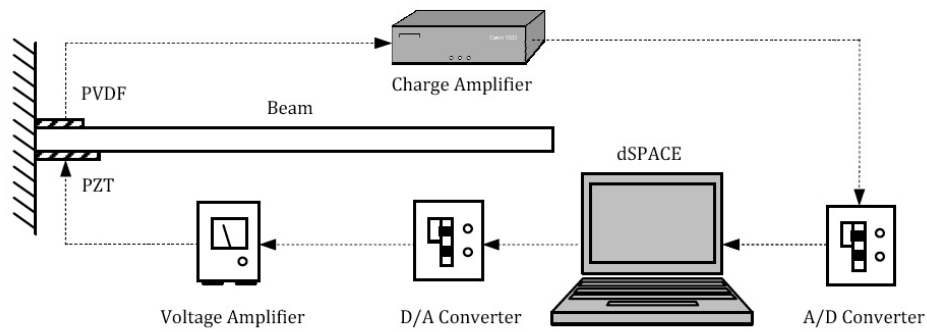 Charge Amplifier
PVDF
Beam
dSPACE
PZT
Voltage Amplifier
D/A Converter
A/D Converter